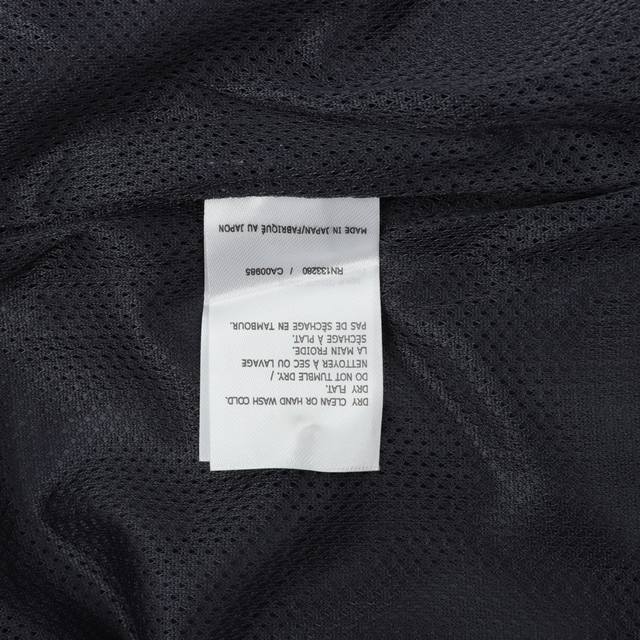 DRY CLEAN OR HAND WASH COLD.
DRY FLAT.
DO NOT TUMBLE DRY. /
NETTOYER À SEC OU LAVAGE
LA MAIN FROIDE.
SÉCHAGE À PLAT.
PAS DE SÉCHAGE EN TAMBOUR.
RN133280 / CA00985
MADE IN JAPAN/FABRIQUÉ AU JAPON